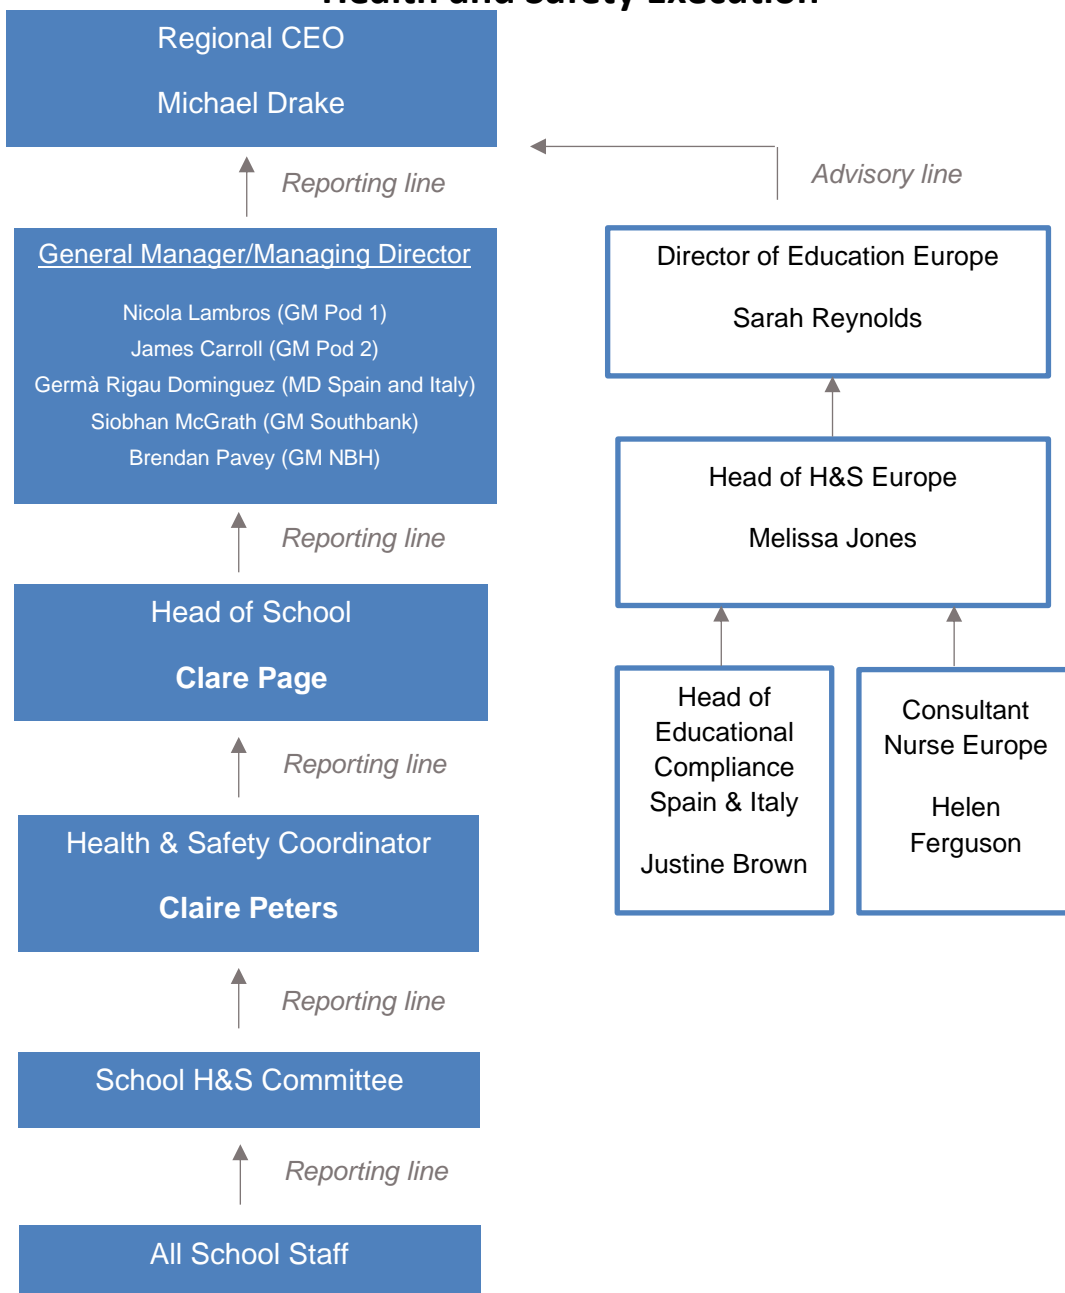 Health and Safety Execution
Regional CEO
Michael Drake
Reporting line
Advisory line
General Manager/Managing Director
Nicola Lambros (GM Pod 1)
James Carroll (GM Pod 2)
Germà Rigau Dominguez (MD Spain and Italy)
Siobhan McGrath (GM Southbank)
Brendan Pavey (GM NBH)
Director of Education Europe
Sarah Reynolds
Head of H&S Europe
Melissa Jones
Reporting line
Head of School
Clare Page
Head of
Educational
Compliance
Spain & Italy
Justine Brown
Consultant
Nurse Europe
Helen
Ferguson
Reporting line
Health & Safety Coordinator
Claire Peters
Reporting line
School H&S Committee
Reporting line
All School Staff